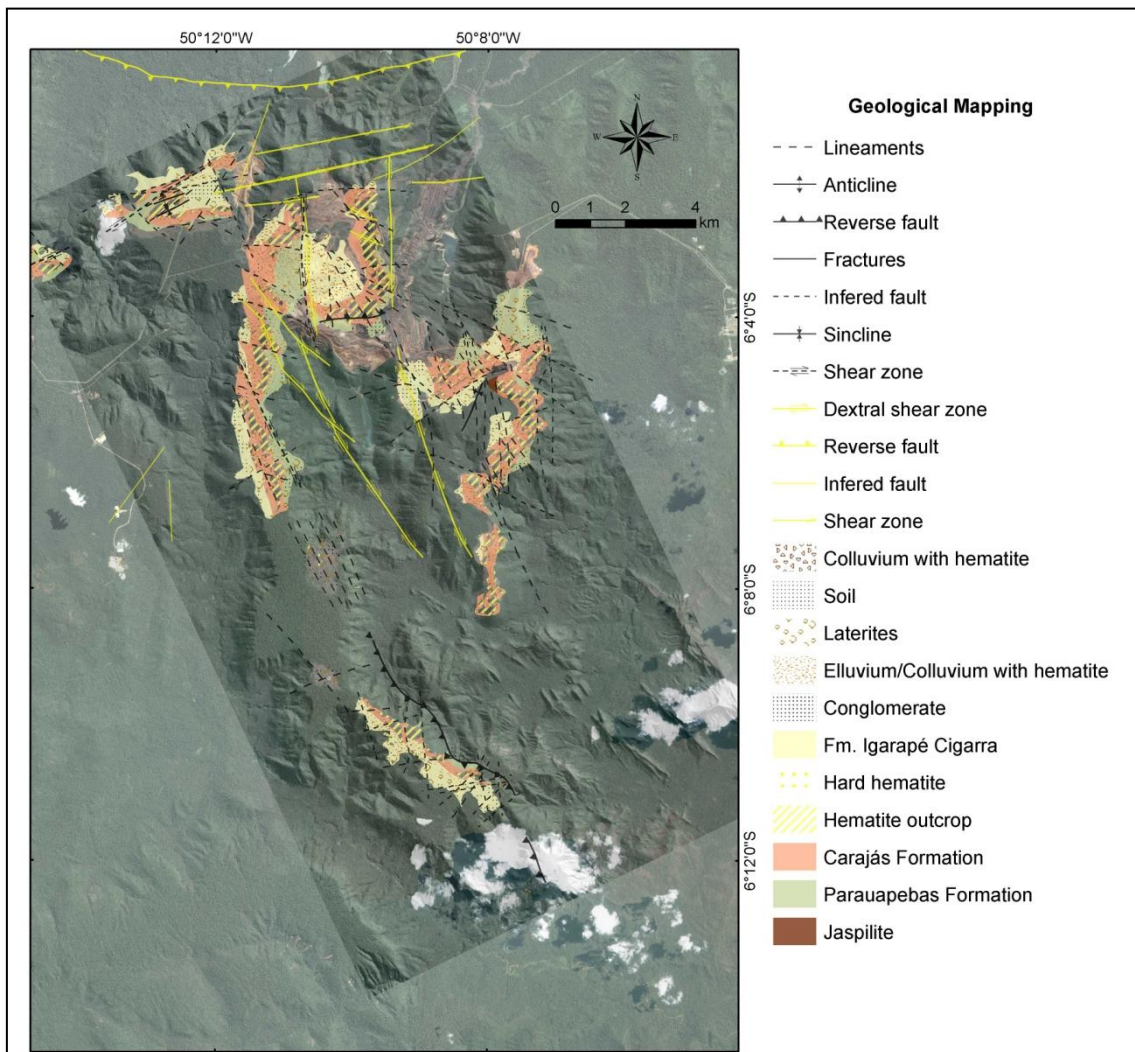 50°12'0"W
50°8'0"W
N
W
E
S
0 1 2 4
km
6°4'0"S
6°8'0"S
6°12'0"S
Geological Mapping
Lineaments
Anticline
Reverse fault
Fractures
Infered fault
Sincline
Shear zone
Dextral shear zone
Reverse fault
Infered fault
Shear zone
Colluvium with hematite
Soil
Laterites
Elluvium/Colluvium with hematite
Conglomerate
Fm. Igarapé Cigarra
Hard hematite
Hematite outcrop
Carajás Formation
Parauapebas Formation
Jaspilite